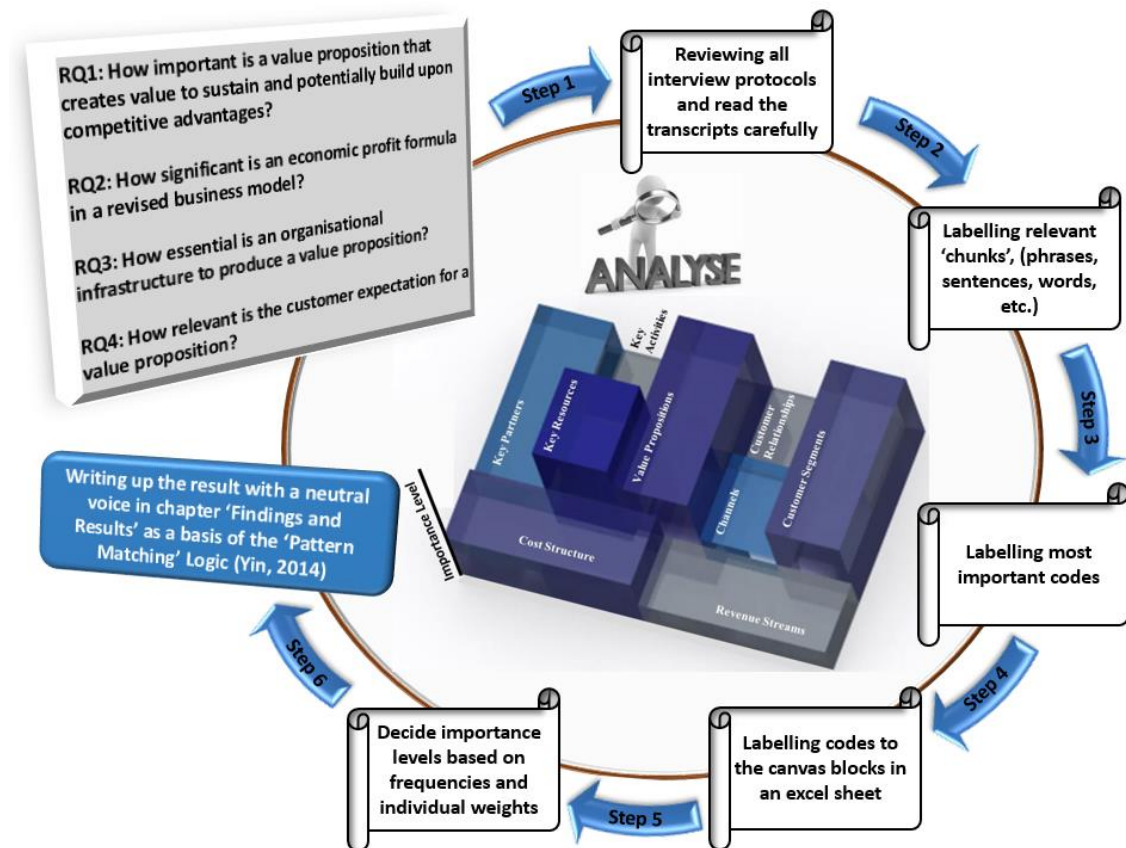 RQ1: How important is a value proposition that
creates value to sustain and potentially build upon
competitive advantages?
RQ2: How significant is an economic profit formula
in a revised business model?
RQ3: How essential is an organisational
infrastructure to produce a value proposition?
RQ4: How relevant is the customer expectation for a
value proposition?
Step 1
Reviewing all
interview protocols
and read the
transcripts carefully
Step 2
Labelling relevant
‘chunks’, (phrases,
sentences, words,
etc.)
Step 3
Labelling most
important codes
Step 4
Labelling codes to
the canvas blocks in
an excel sheet
Step 5
Decide importance
levels based on
frequencies and
individual weights
Step 6
Writing up the result with a neutral
voice in chapter ‘Findings and
Results’ as a basis of the ‘Pattern
Matching’ Logic (Yin, 2014)
ANALYSE
Key Partners
Key
Activities
Key Resources
Value Propositions
Customer
Relationships
Channels
Customer Segments
Importance Level
Cost Structure
Revenue Streams